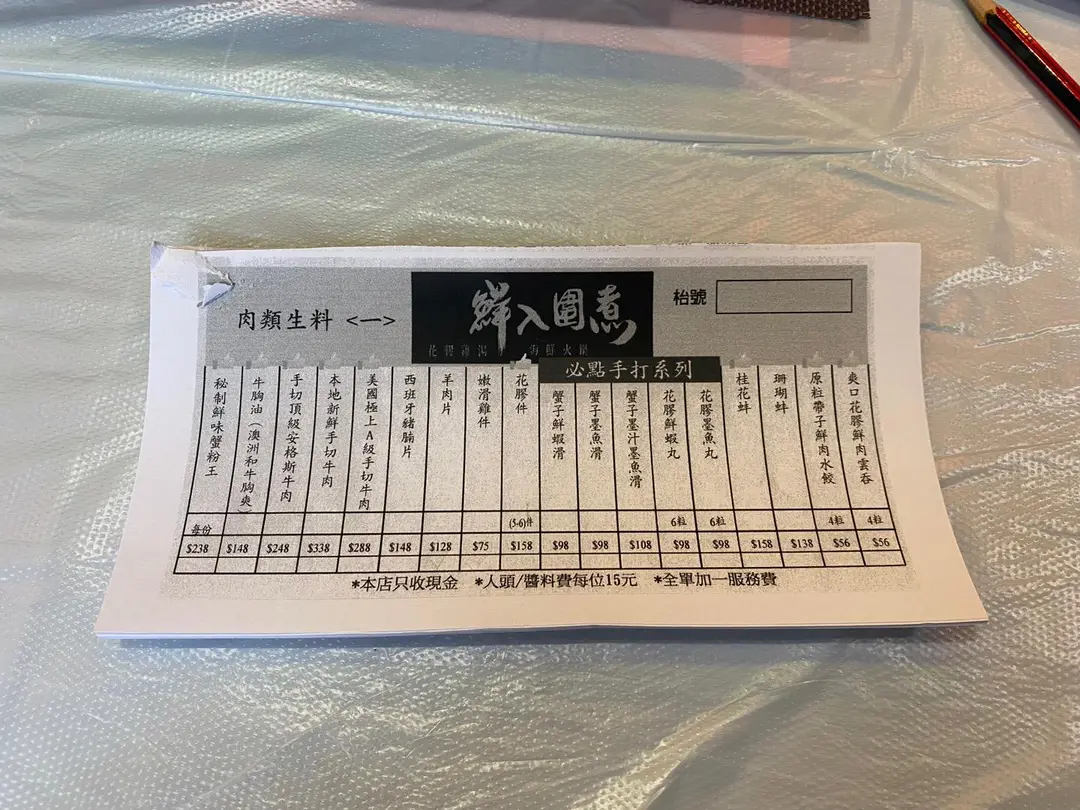 肉類生料 <一>
鮮入圍煮
花膠雞湯 海鮮火鍋
枱號
必點手打系列
爽口花膠鮮肉雲吞 4粒 $56
原粒帶子鮮肉水餃 4粒 $56
珊瑚蚌 $138
桂花蚌 $158
花膠墨魚丸 6粒 $98
花膠鮮蝦丸 6粒 $98
蟹子墨汁墨魚滑 $108
蟹子墨魚滑 $98
蟹子鮮蝦滑 $98
花膠件 (5-6)件 $158
嫩滑雞件 $75
羊肉片 $128
西班牙豬腩片 $148
美國極上A級手切牛肉 $288
本地新鮮手切牛肉 $338
手切頂級安格斯牛肉 $248
牛胸油（澳洲和牛胸爽） $148
秘制鮮味蟹粉王 每份 $238
*本店只收現金 *人頭/醬料費每位15元 *全單加一服務費